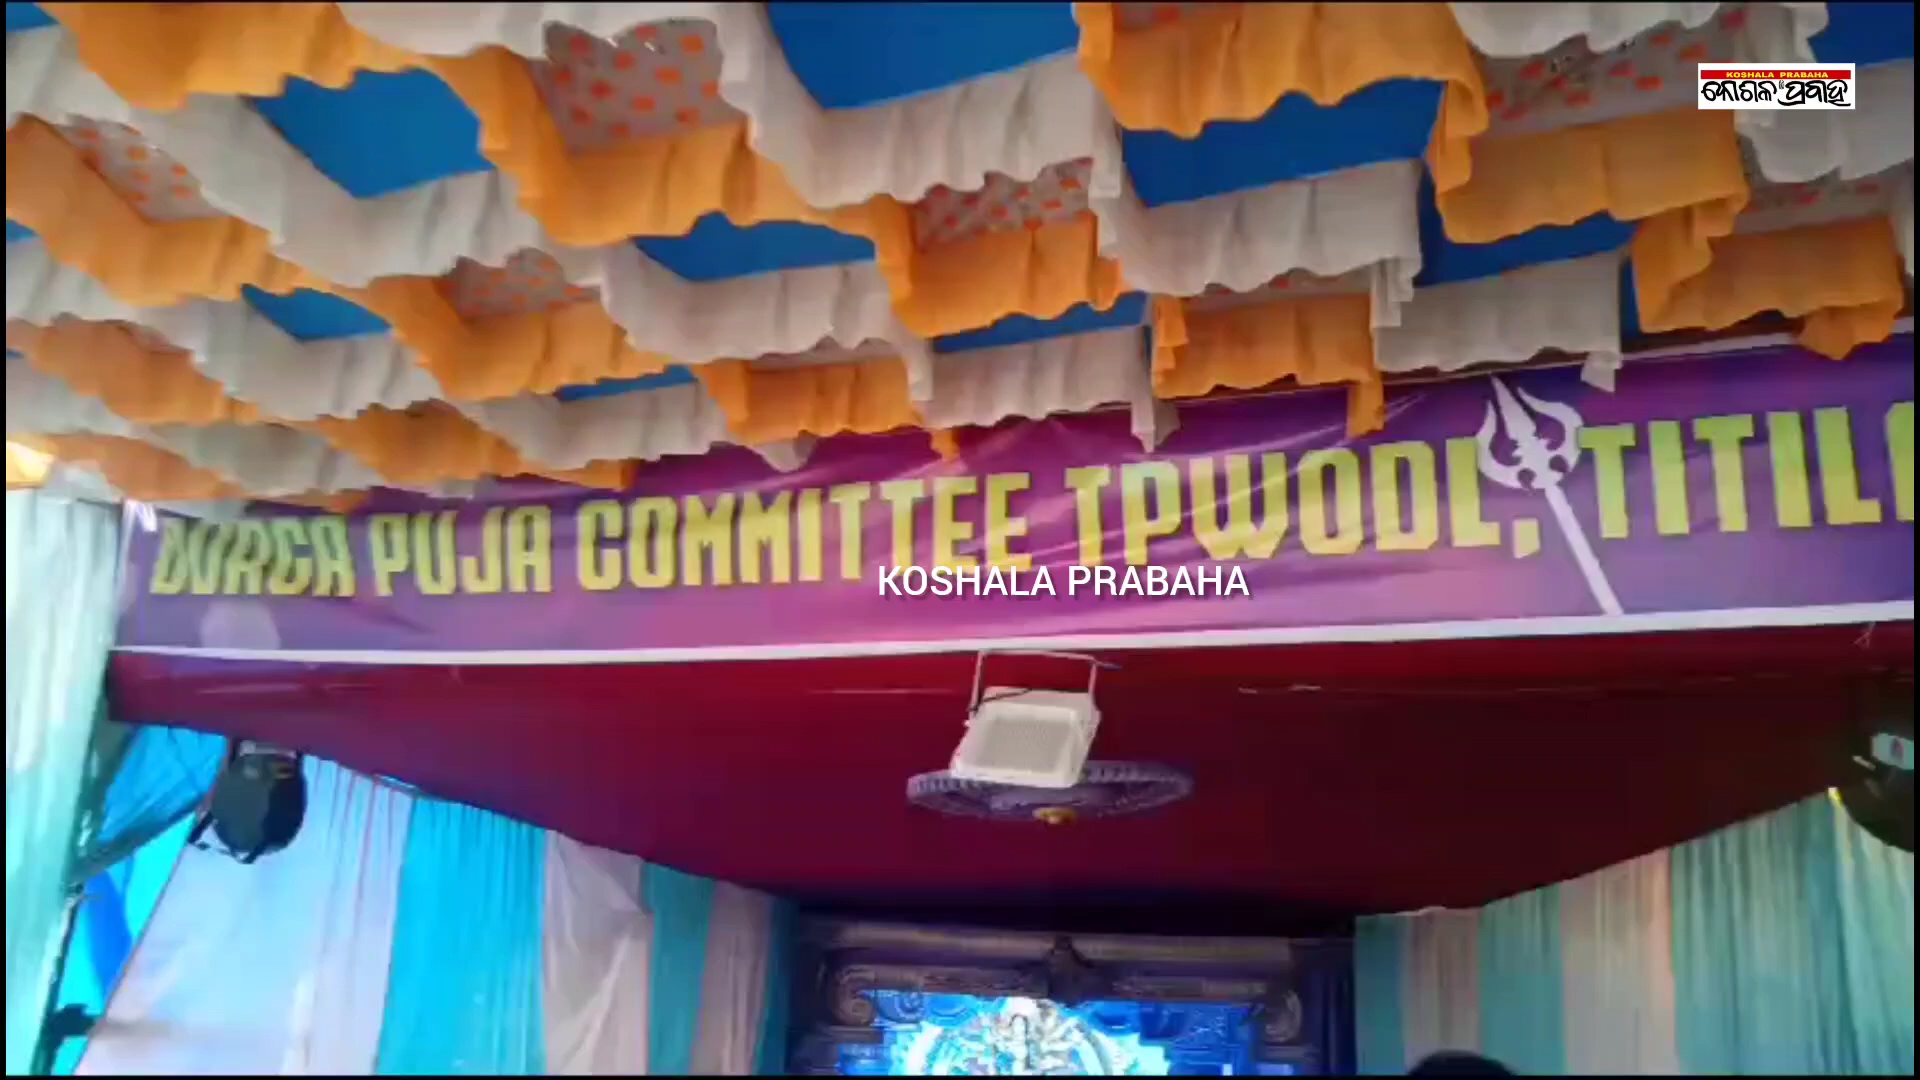 KOSHALA PRABAHA
କୋଶଳ ପ୍ରବାହ
DURGA PUJA COMMITTEE TPWODL, TITIL
KOSHALA PRABAHA